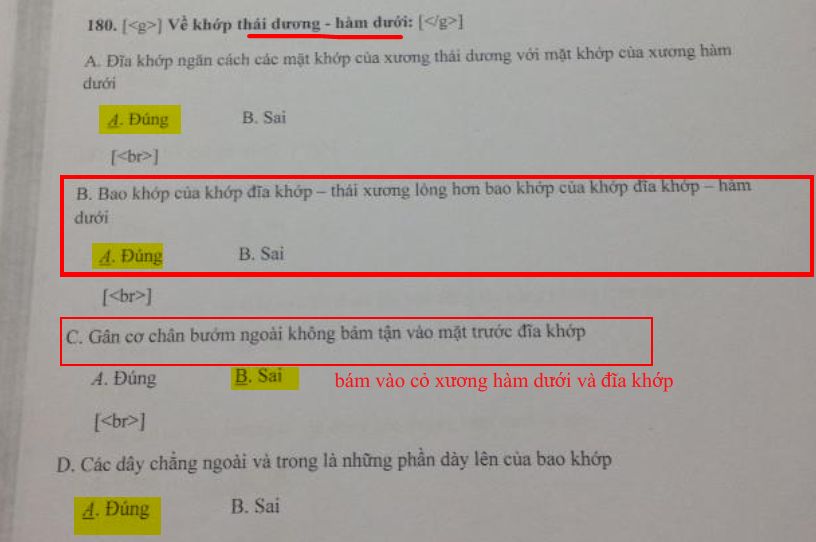 180. [<g>] Về khớp thái dương - hàm dưới: [</g>]
A. Đĩa khớp ngăn cách các mặt khớp của xương thái dương với mặt khớp của xương hàm
dưới
A. Đúng B. Sai
[<br>]
B. Bao khớp của khớp đĩa khớp – thái xương lỏng hơn bao khớp của khớp đĩa khớp – hàm
dưới
A. Đúng B. Sai
[<br>]
C. Gân cơ chân bướm ngoài không bám tận vào mặt trước đĩa khớp
A. Đúng B. Sai bám vào cỏ xương hàm dưới và đĩa khớp
[<br>]
D. Các dây chằng ngoài và trong là những phần dày lên của bao khớp
A. Đúng B. Sai